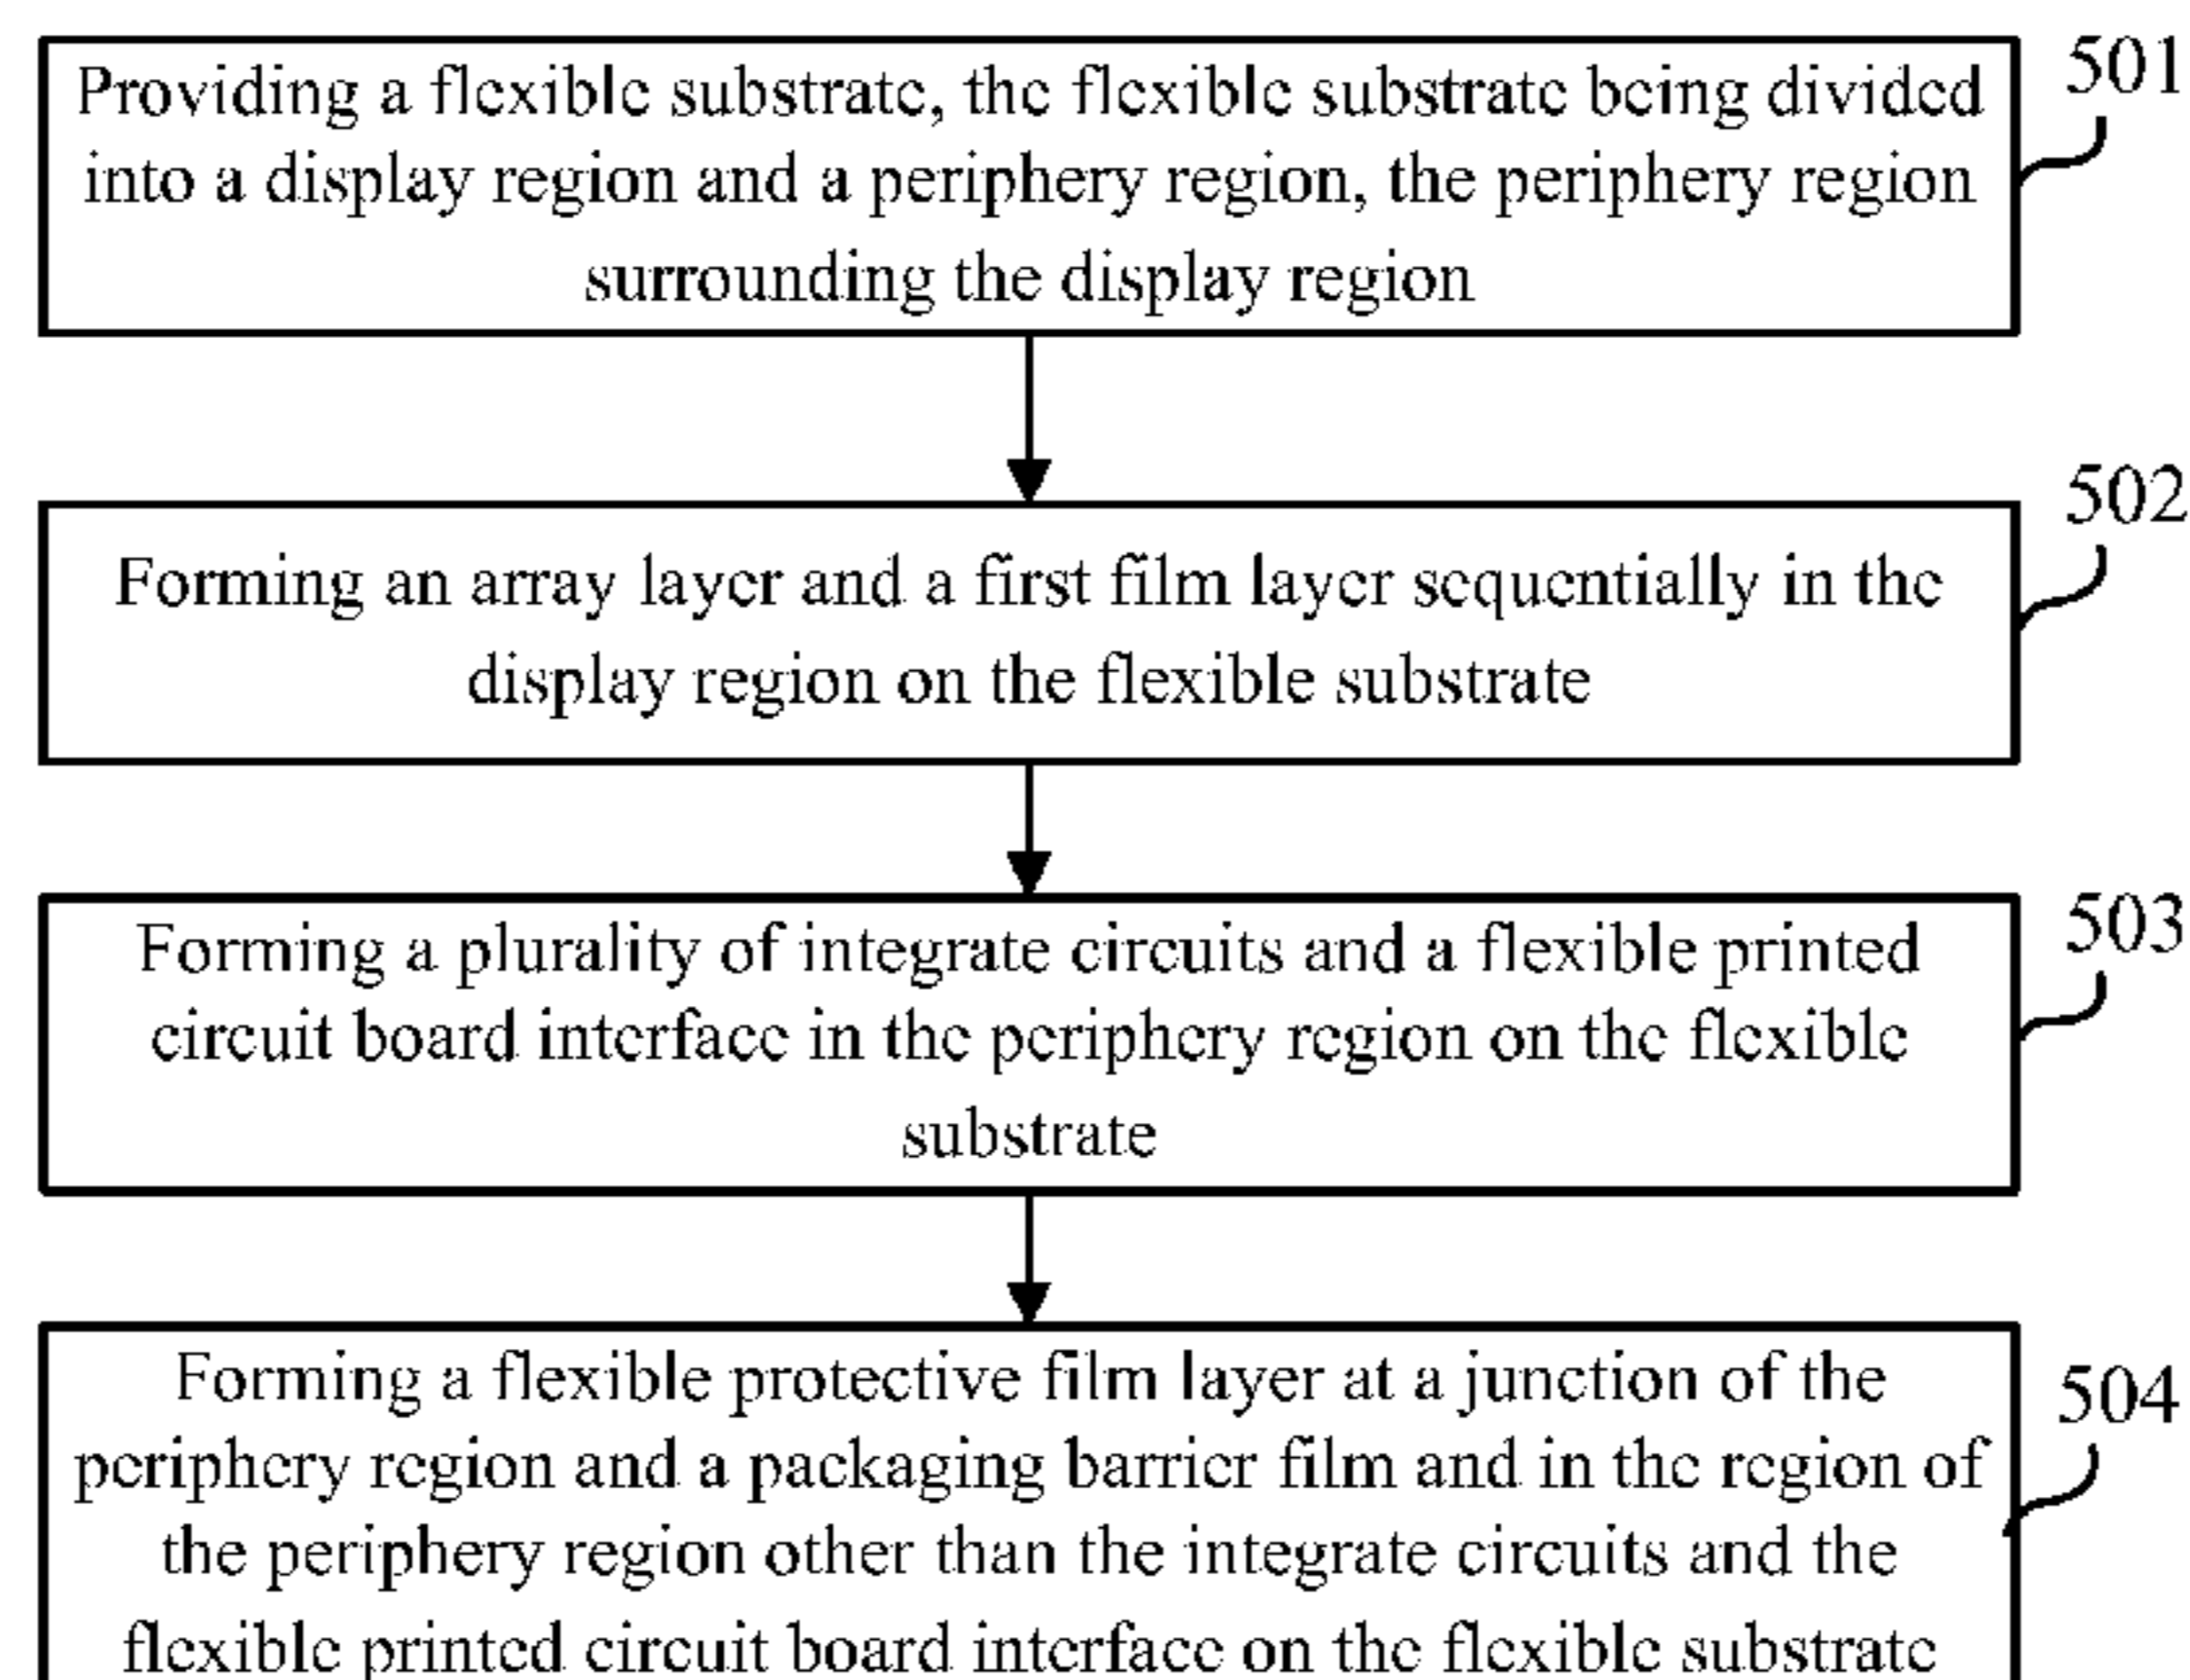 Providing a flexible substrate, the flexible substrate being divided
into a display region and a periphery region, the periphery region
surrounding the display region
501
Forming an array layer and a first film layer sequentially in the
display region on the flexible substrate
502
Forming a plurality of integrate circuits and a flexible printed
circuit board interface in the periphery region on the flexible
substrate
503
Forming a flexible protective film layer at a junction of the
periphery region and a packaging barrier film and in the region of
the periphery region other than the integrate circuits and the
flexible printed circuit board interface on the flexible substrate
504